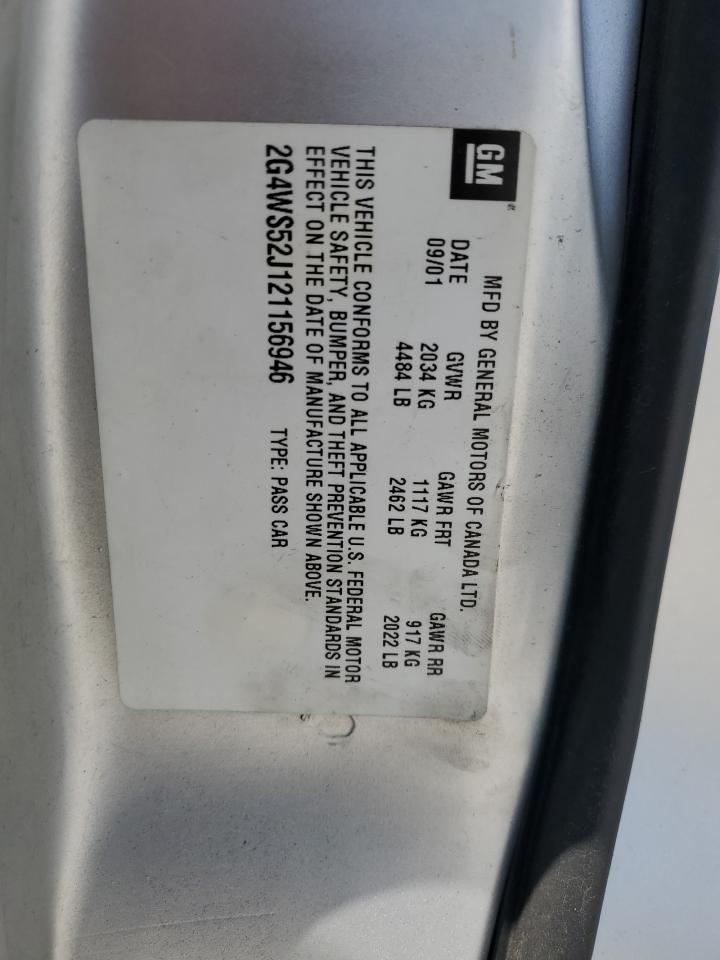 GM
MFD BY GENERAL MOTORS OF CANADA LTD.
DATE GVWR GAWR FRT GAWR RR
09/01 2034 KG 1117 KG 917 KG
4484 LB 2462 LB 2022 LB
THIS VEHICLE CONFORMS TO ALL APPLICABLE U.S. FEDERAL MOTOR
VEHICLE SAFETY, BUMPER, AND THEFT PREVENTION STANDARDS IN
EFFECT ON THE DATE OF MANUFACTURE SHOWN ABOVE.
2G4WS52J121156946 TYPE: PASS CAR